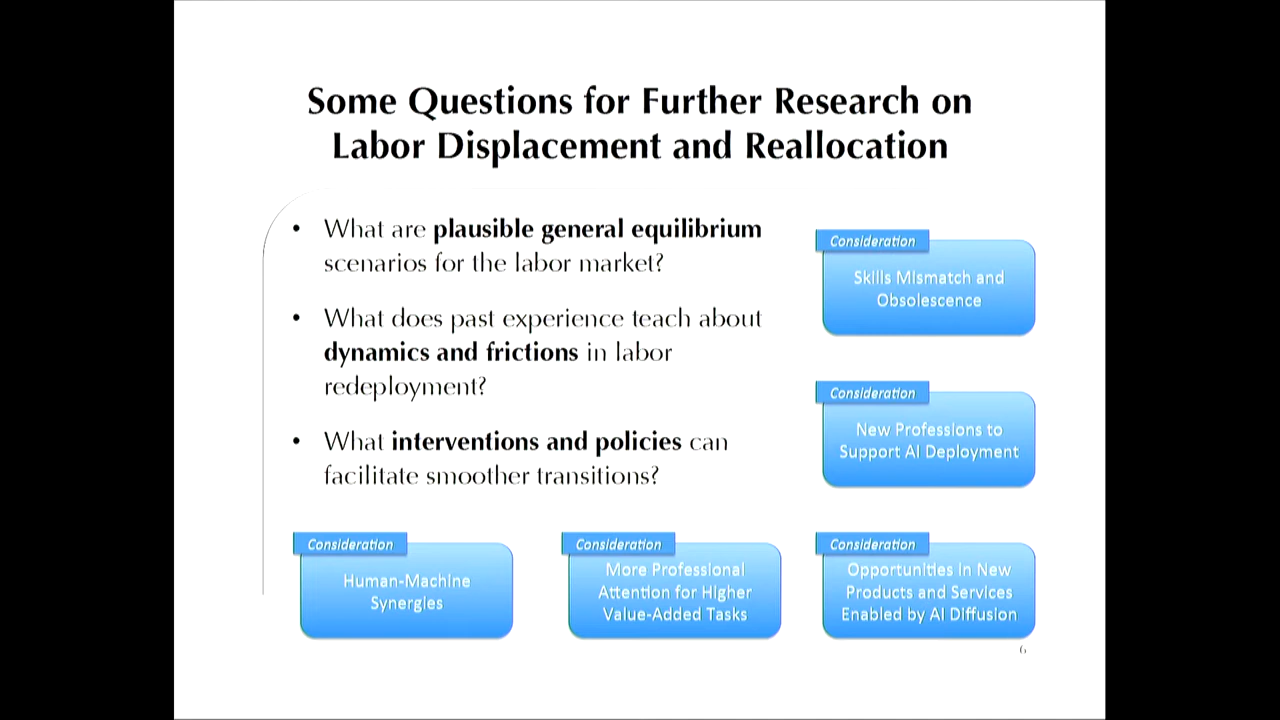 Some Questions for Further Research on
Labor Displacement and Reallocation
• What are plausible general equilibrium
scenarios for the labor market?
• What does past experience teach about
dynamics and frictions in labor
redeployment?
• What interventions and policies can
facilitate smoother transitions?
Consideration
Skills Mismatch and
Obsolescence
Consideration
New Professions to
Support AI Deployment
Consideration
Human-Machine
Synergies
Consideration
More Professional
Attention for Higher
Value-Added Tasks
Consideration
Opportunities in New
Products and Services
Enabled by AI Diffusion
6